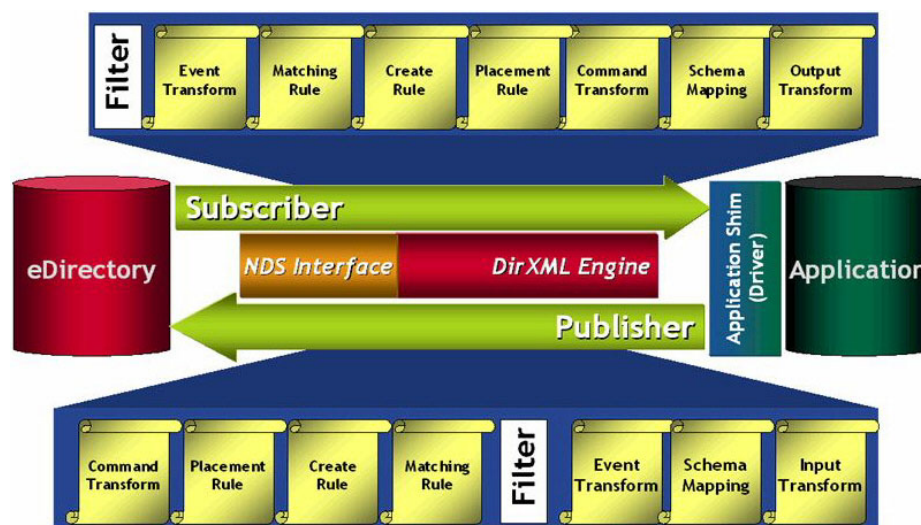 Filter
Event
Transform
Matching
Rule
Create
Rule
Placement
Rule
Command
Transform
Schema
Mapping
Output
Transform
Subscriber
eDirectory
NDS Interface
DirXML Engine
Application Shim
(Driver)
Application
Publisher
Command
Transform
Placement
Rule
Create
Rule
Matching
Rule
Filter
Event
Transform
Schema
Mapping
Input
Transform